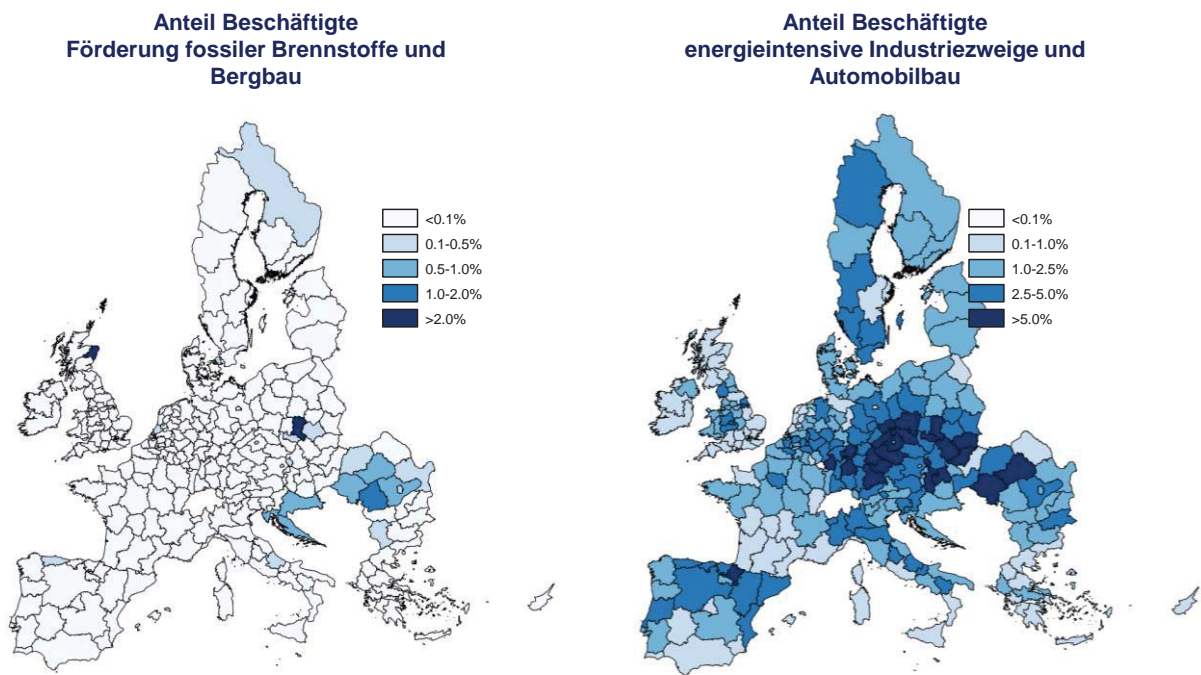 Anteil Beschäftigte
Förderung fossiler Brennstoffe und
Bergbau
<0.1%
0.1-0.5%
0.5-1.0%
1.0-2.0%
>2.0%
Anteil Beschäftigte
energieintensive Industriezweige und
Automobilbau
<0.1%
0.1-1.0%
1.0-2.5%
2.5-5.0%
>5.0%